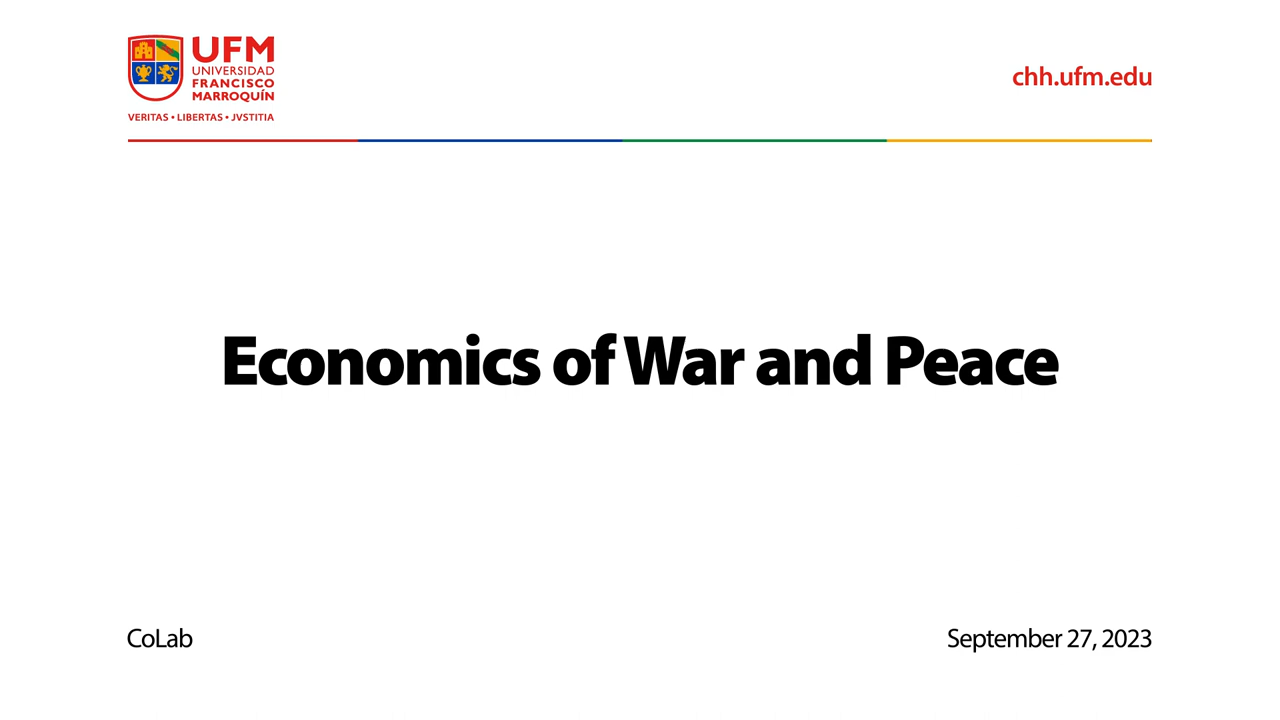 UFM
UNIVERSIDAD
FRANCISCO
MARROQUÍN
VERITAS • LIBERTAS • JVSTITIA
chh.ufm.edu
Economics of War and Peace
CoLab
September 27, 2023